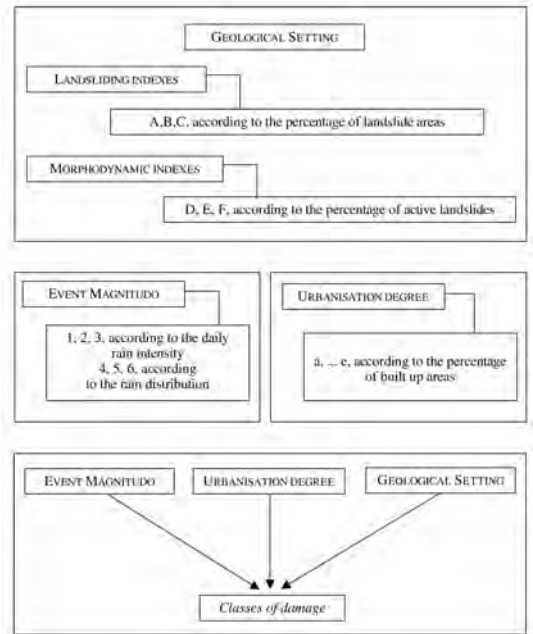 GEOLOGICAL SETTING
LANDSLIDING INDEXES
A,B,C, according to the percentage of landslide areas
MORPHODYNAMIC INDEXES
D, E, F, according to the percentage of active landslides
EVENT MAGNITUDO
1, 2, 3, according to the daily
rain intensity
4, 5, 6, according
to the rain distribution
URBANISATION DEGREE
a, ... e, according to the percentage
of built up areas
EVENT MAGNITUDO
URBANISATION DEGREE
GEOLOGICAL SETTING
Classes of damage